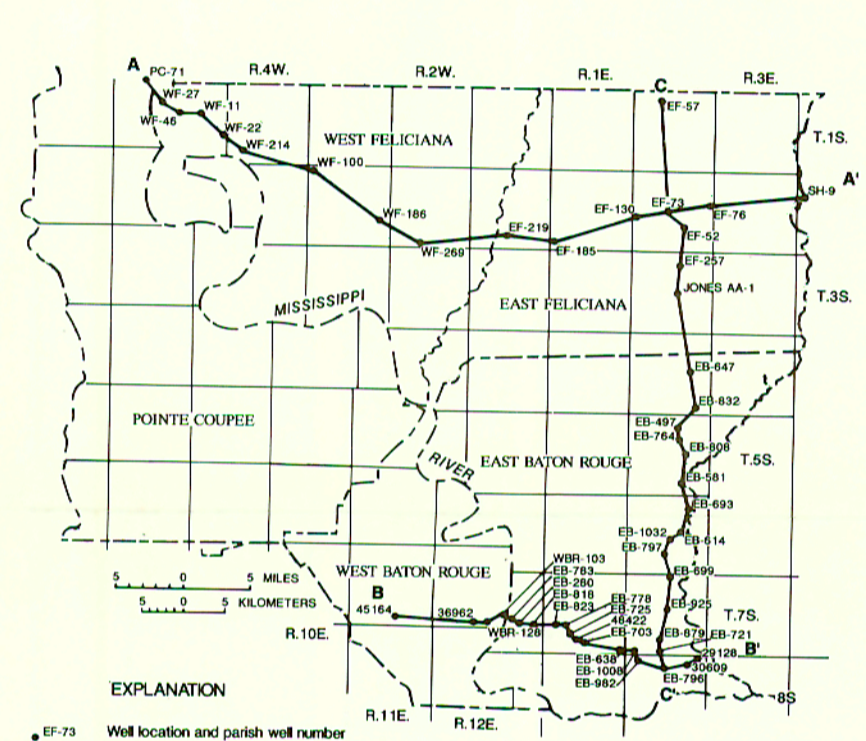 A
PC-71
R.4W.
R.2W.
R.1E.
C
R.3E.
WF-27
WF-11
EF-57
WF-46
WF-22
WEST FELICIANA
T.1S.
WF-214
WF-100
A'
SH-9
EF-73
EF-130
EF-76
WF-186
EF-219
EF-52
WF-269
EF-185
EF-257
JONES AA-1
MISSISSIPPI
EAST FELICIANA
T.3S.
EB-647
EB-832
POINTE COUPEE
EB-497
EB-764
EB-806
RIVER
EAST BATON ROUGE
T.5S.
EB-581
EB-693
EB-1032
EB-614
EB-797
WBR-103
EB-783
EB-280
EB-818
EB-823
WEST BATON ROUGE
EB-699
5 0 5 MILES
B
45164
36962
EB-778
EB-725
46422
EB-925
5 0 5 KILOMETERS
T.7S.
R.10E.
WBR-128
EB-703
EB-879
EB-721
B'
29128
EB-638
30609
EB-1008
EB-796
EB-982
C'
8S
EXPLANATION
R.11E.
R.12E.
EF-73 Well location and parish well number